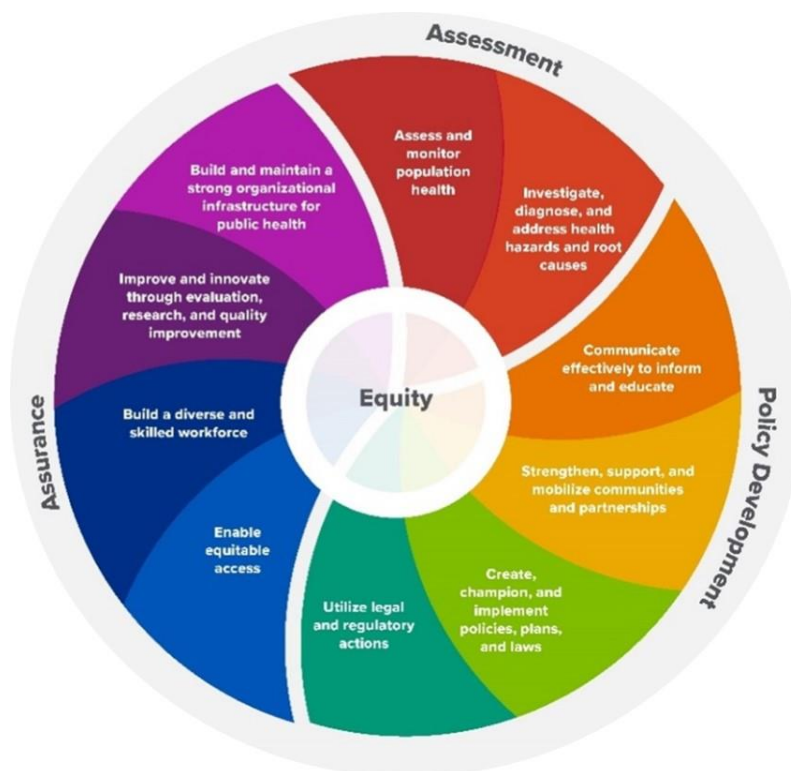 Assessment
Assess and
monitor
population
health
Investigate,
diagnose, and
address health
hazards and root
causes
Policy Development
Communicate
effectively to inform
and educate
Strengthen, support, and
mobilize communities
and partnerships
Create,
champion, and
implement
policies, plans,
and laws
Utilize legal
and regulatory
actions
Assurance
Enable
equitable
access
Build a diverse and
skilled workforce
Improve and innovate
through evaluation,
research, and quality
improvement
Build and maintain a
strong organizational
infrastructure for
public health
Equity